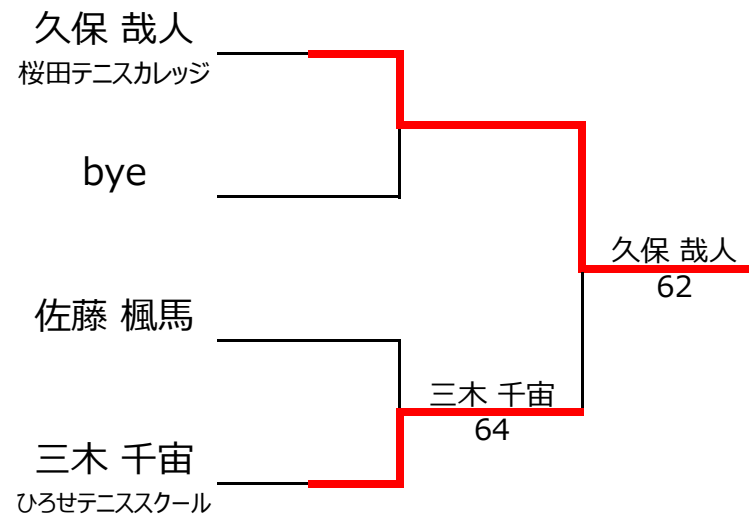 久保 哉人
桜田テニスカレッジ
bye
佐藤 楓馬
三木 千宙
ひろせテニススクール
三木 千宙
64
久保 哉人
62